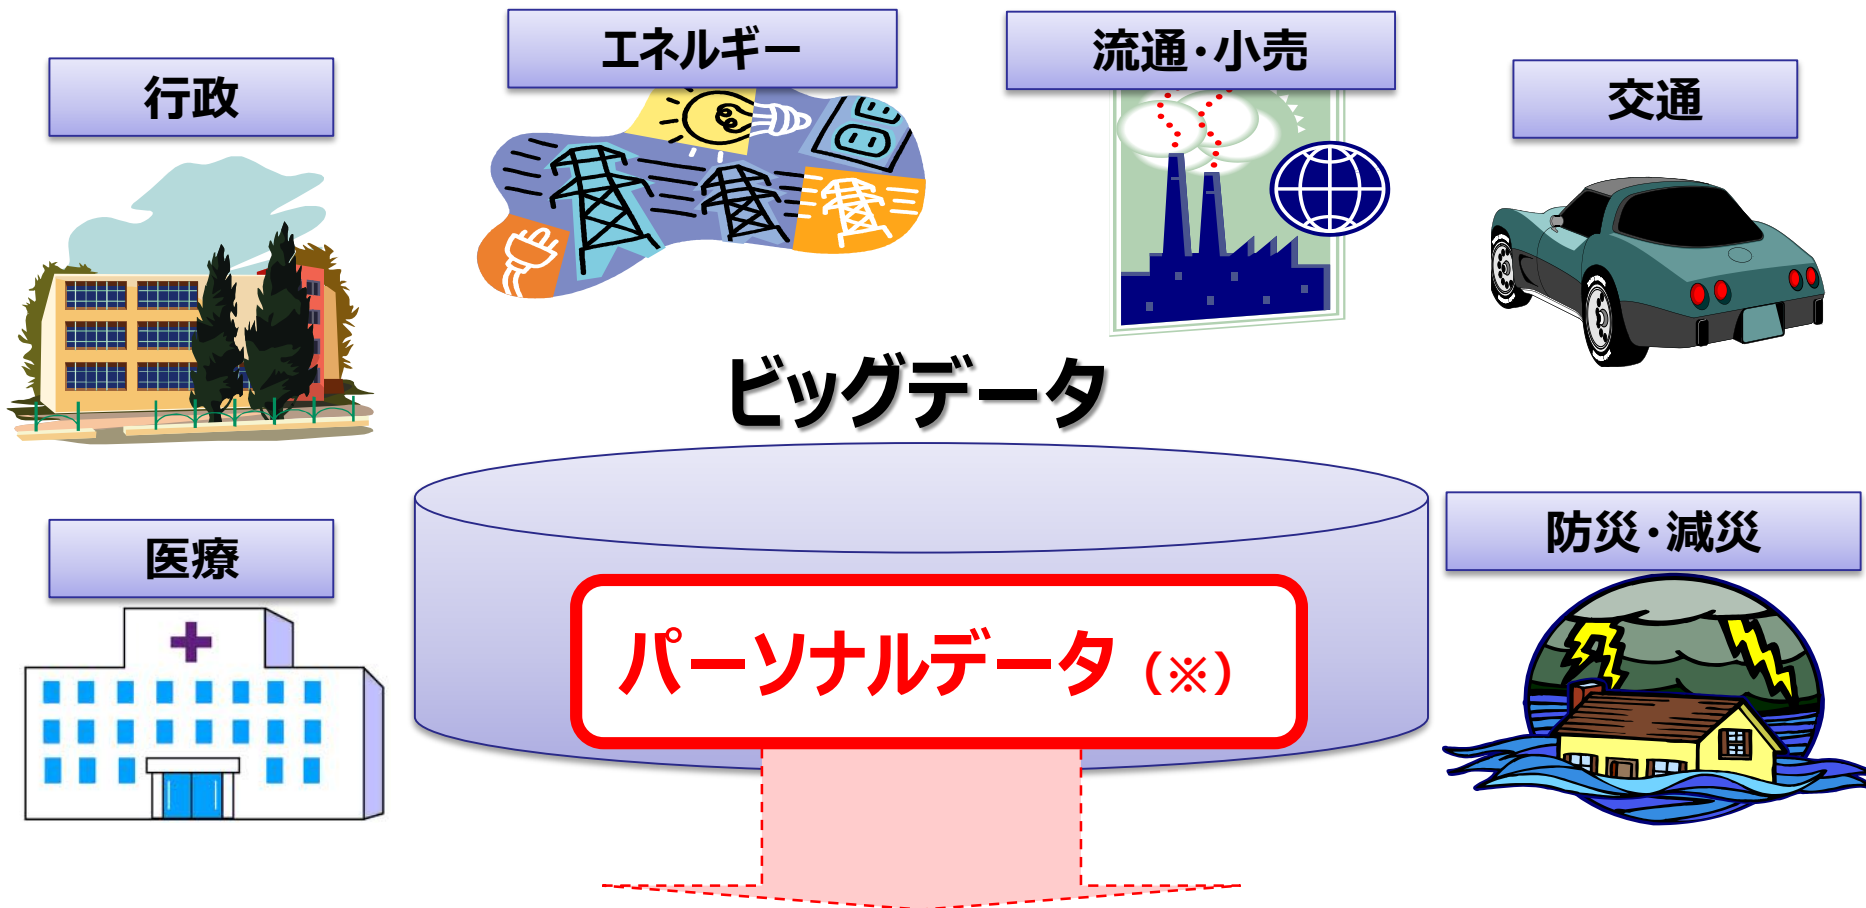 行政
エネルギー
流通・小売
交通
ビッグデータ
医療
防災・減災
パーソナルデータ（※）